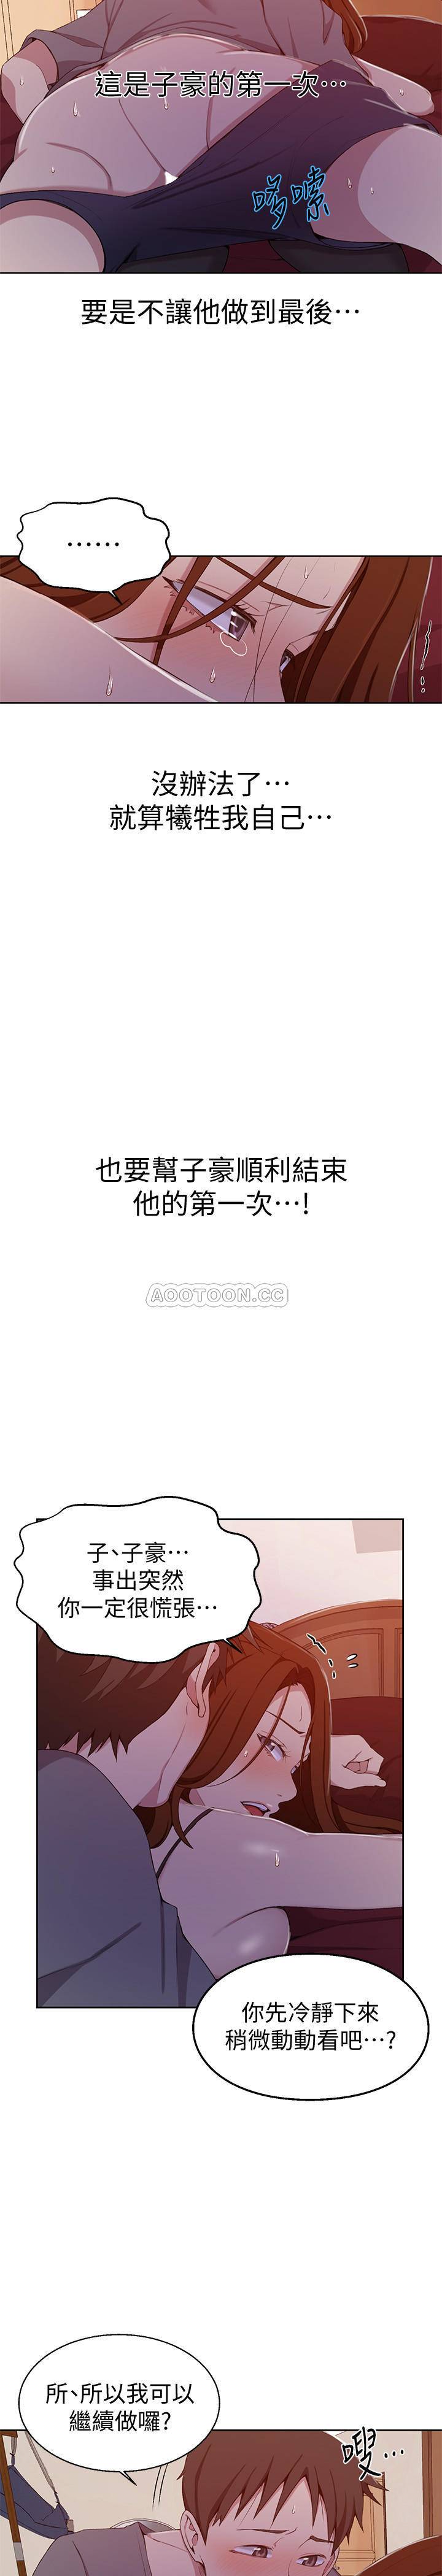 這是子豪的第一次⋯
哆嗦
要是不讓他做到最後⋯
⋯⋯
沒辦法了⋯
就算犧牲我自己⋯
也要幫子豪順利結束
他的第一次⋯!
AOOTOON.CC
子、子豪⋯
事出突然
你一定很慌張⋯
你先冷靜下來
稍微動動看吧⋯?
所、所以我可以
繼續做囉?
嗖⋯